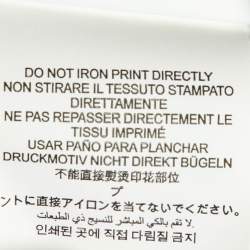 DO NOT IRON PRINT DIRECTLY
NON STIRARE IL TESSUTO STAMPATO
DIRETTAMENTE
NE PAS REPASSER DIRECTEMENT LE
TISSU IMPRIMÉ
USAR PAÑO PARA PLANCHAR
DRUCKMOTIV NICHT DIREKT BÜGELN
不能直接熨烫印花部位
プ
ントに直接アイロンを当てないでください。
لا تقم بالكي المباشر للنسيج ذي الطبعات.
인쇄된 곳에 직접 다림질 금지